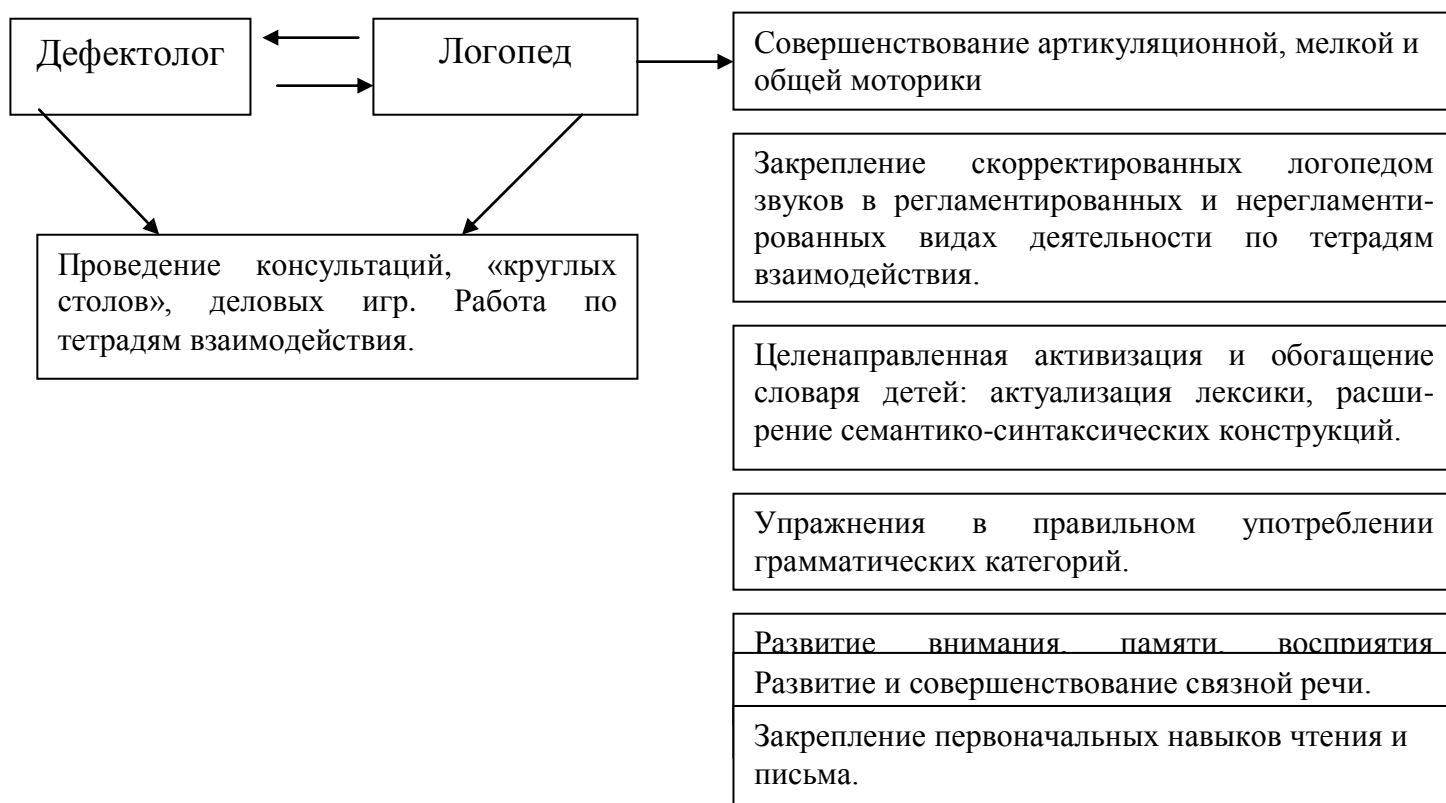 Дефектолог
Логопед
Совершенствование артикуляционной, мелкой и
общей моторики
Закрепление скорректированных логопедом
звуков в регламентированных и нерегламенти-
рованных видах деятельности по тетрадям
взаимодействия.
Проведение консультаций, «круглых
столов», деловых игр. Работа по
тетрадям взаимодействия.
Целенаправленная активизация и обогащение
словаря детей: актуализация лексики, расши-
рение семантико-синтаксических конструкций.
Упражнения в правильном употреблении
грамматических категорий.
Развитие внимания, памяти, восприятия
Развитие и совершенствование связной речи.
Закрепление первоначальных навыков чтения и
письма.